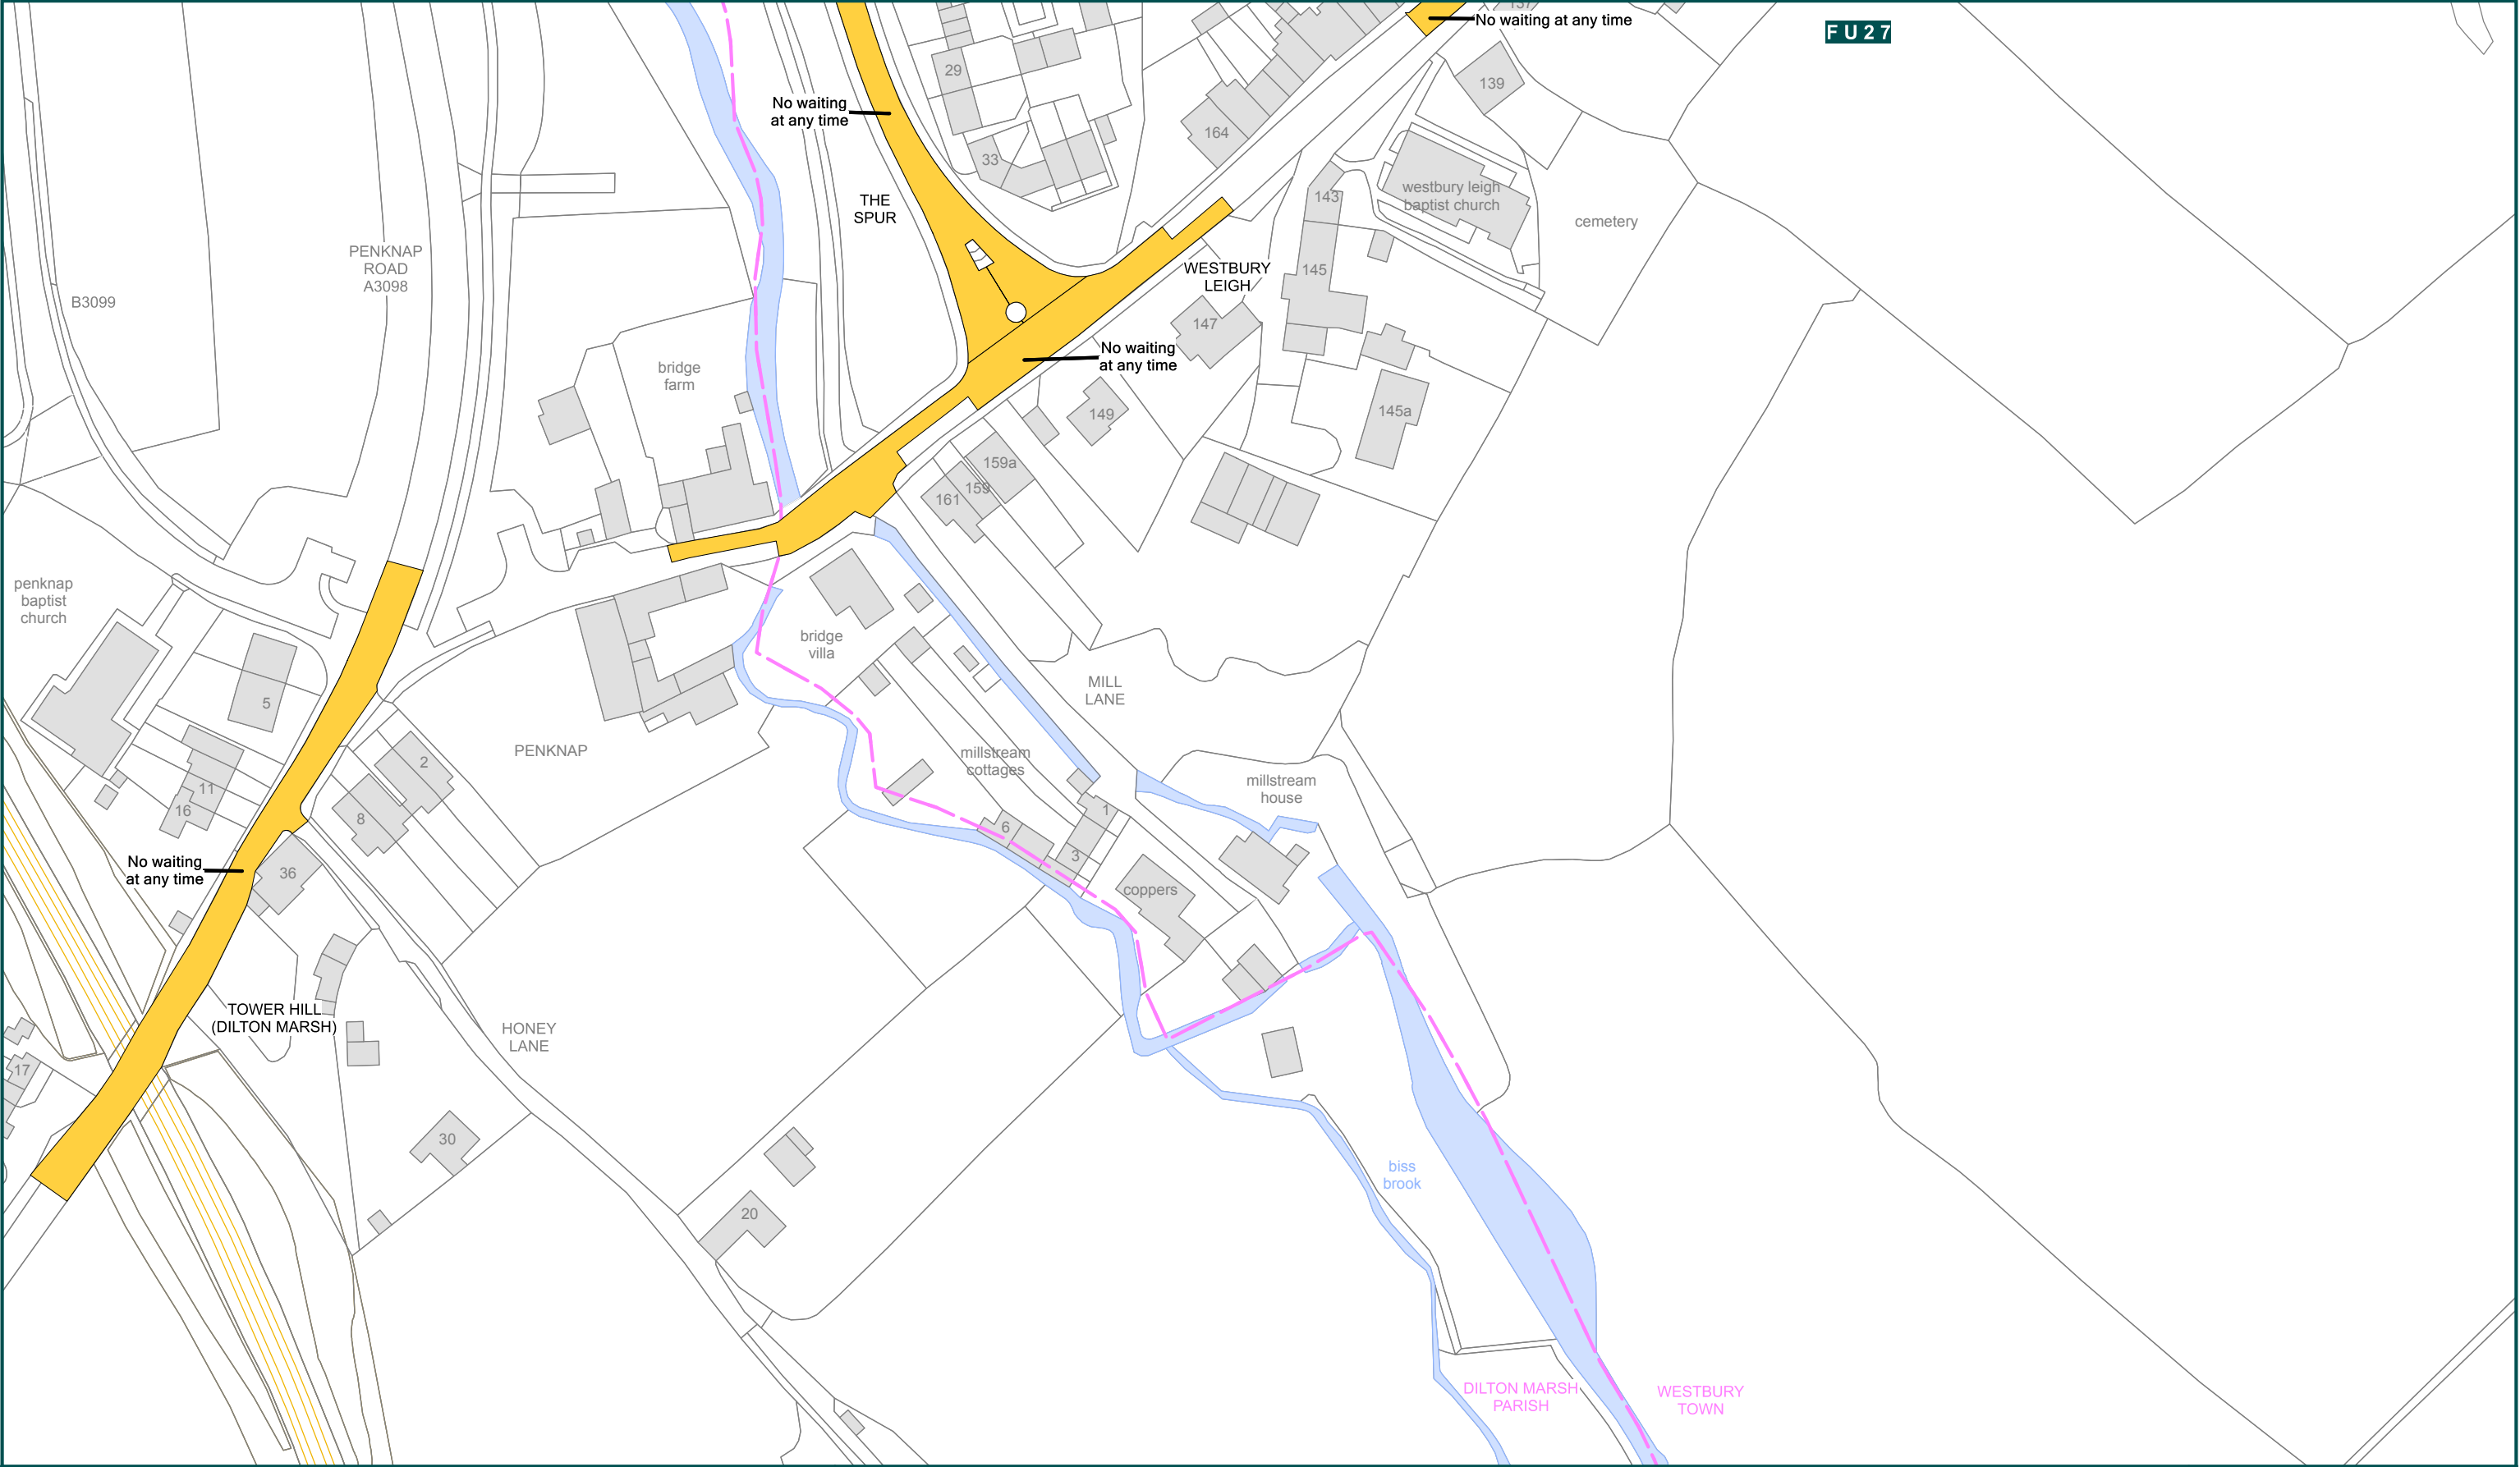 137
No waiting at any time
FU27
29
139
No waiting
at any time
164
33
THE
SPUR
143
westbury leigh
baptist church
cemetery
PENKNAP
ROAD
A3098
B3099
WESTBURY
LEIGH
145
147
No waiting
at any time
bridge
farm
149
145a
159a
159
161
penknap
baptist
church
bridge
villa
5
MILL
LANE
PENKNAP
2
millstream
cottages
millstream
house
11
16
8
1
6
3
No waiting
at any time
36
coppers
TOWER HILL
(DILTON MARSH)
HONEY
LANE
17
30
biss
brook
20
DILTON MARSH
PARISH
WESTBURY
TOWN